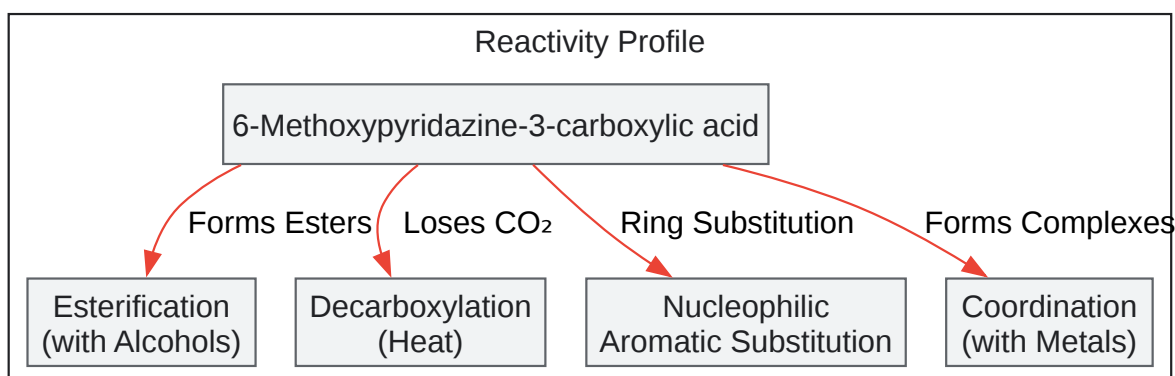 Reactivity Profile
6-Methoxypyridazine-3-carboxylic acid
Forms Esters
Loses CO₂
Ring Substitution
Forms Complexes
Esterification
(with Alcohols)
Decarboxylation
(Heat)
Nucleophilic
Aromatic Substitution
Coordination
(with Metals)